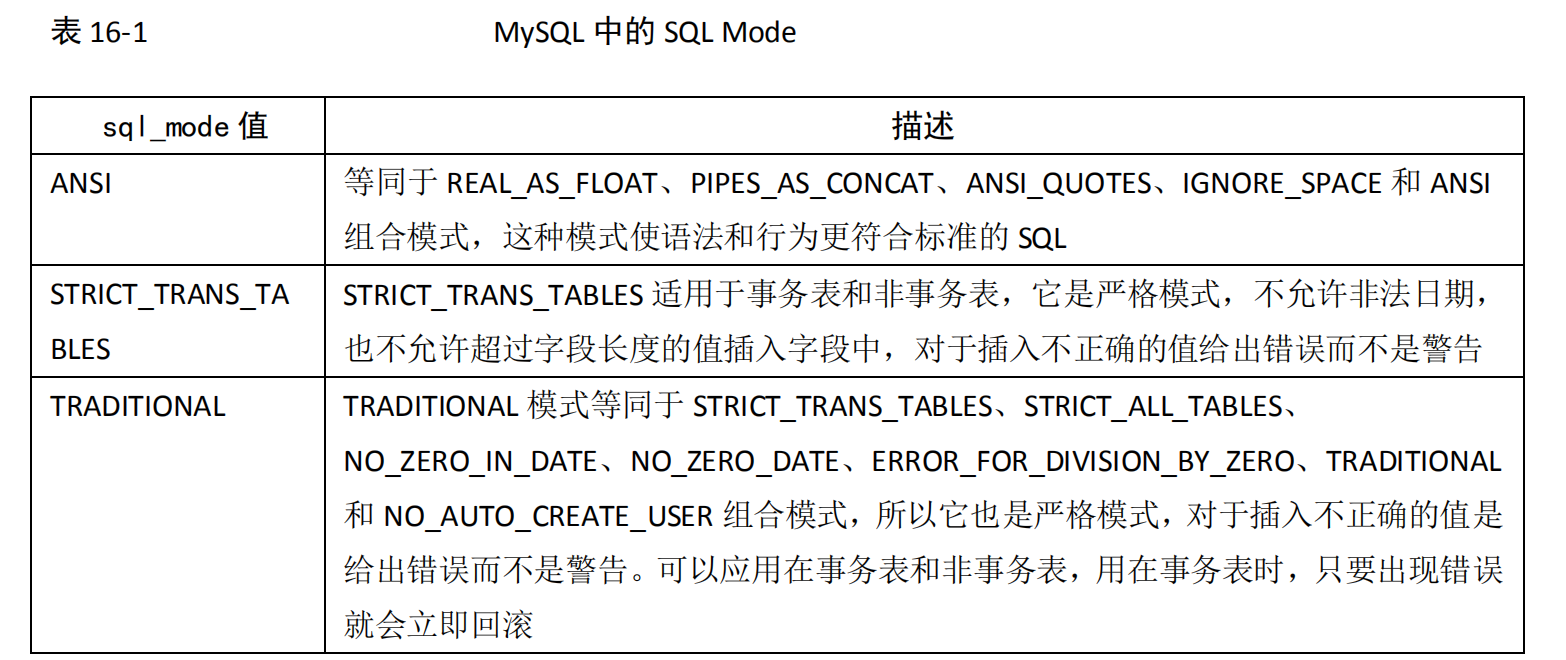 表 16-1 MySQL 中的 SQL Mode
sql_mode 值 描述
ANSI 等同于 REAL_AS_FLOAT、PIPES_AS_CONCAT、ANSI_QUOTES、IGNORE_SPACE 和 ANSI
组合模式，这种模式使语法和行为更符合标准的 SQL
STRICT_TRANS_TA STRICT_TRANS_TABLES 适用于事务表和非事务表，它是严格模式，不允许非法日期，
BLES 也不允许超过字段长度的值插入字段中，对于插入不正确的值给出错误而不是警告
TRADITIONAL TRADITIONAL 模式等同于 STRICT_TRANS_TABLES、STRICT_ALL_TABLES、
NO_ZERO_IN_DATE、NO_ZERO_DATE、ERROR_FOR_DIVISION_BY_ZERO、TRADITIONAL
和 NO_AUTO_CREATE_USER 组合模式，所以它也是严格模式，对于插入不正确的值是
给出错误而不是警告。可以应用在事务表和非事务表，用在事务表时，只要出现错误
就会立即回滚